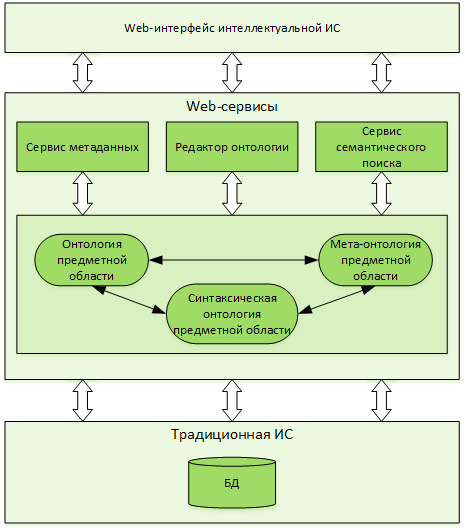 Web-интерфейс интеллектуальной ИС
Web-сервисы
Сервис метаданных
Редактор онтологии
Сервис
семантического
поиска
Онтология
предметной
области
Мета-онтология
предметной
области
Синтаксическая
онтология
предметной области
Традиционная ИС
БД